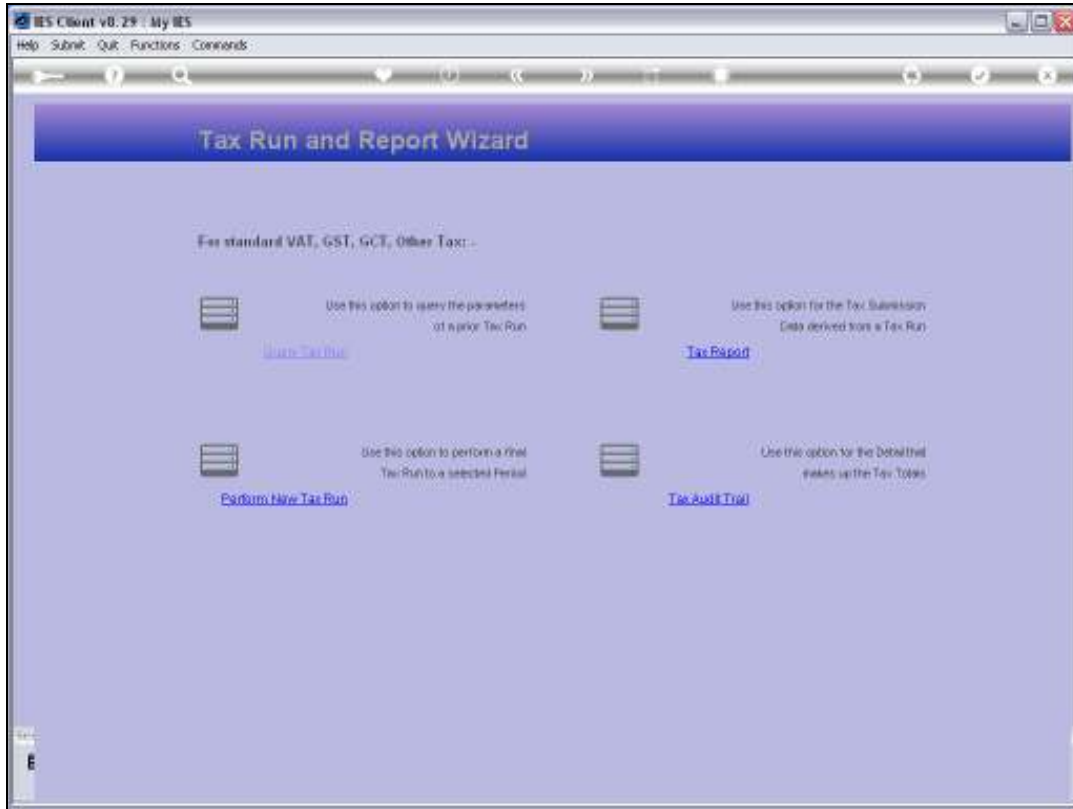 IES Client v8.29 : My IES
Help Submit Quit Functions Commands
Tax Run and Report Wizard
For standard VAT, GST, GCT, Other Tax: -
Use this option to query the parameters
of a prior Tax Run
Query Tax Run
Use this option for the Tax Submission
Data derived from a Tax Run
Tax Report
Use this option to perform a final
Tax Run to a selected Period
Perform New Tax Run
Use this option for the Detail that
makes up the Tax Totals
Tax Audit Trail